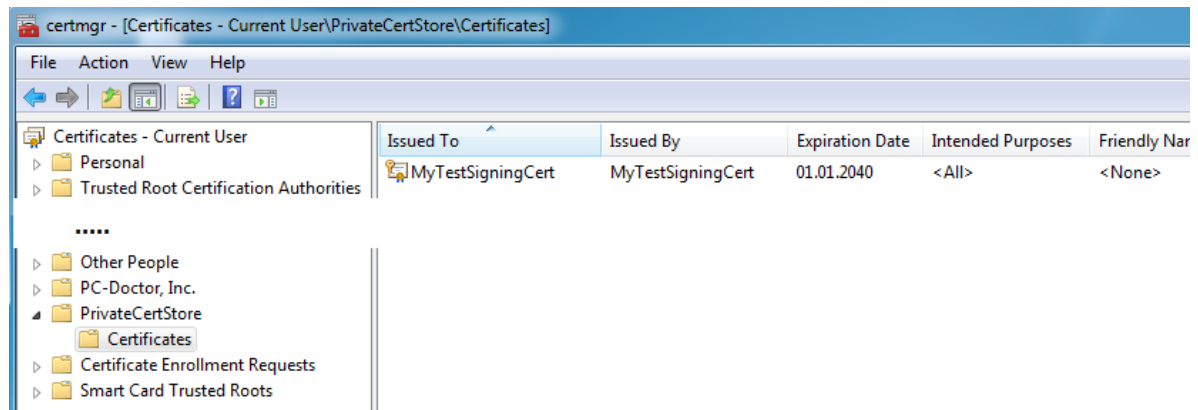 certmgr - [Certificates - Current User\PrivateCertStore\Certificates]
File Action View Help
Certificates - Current User
Personal
Trusted Root Certification Authorities
.....
Other People
PC-Doctor, Inc.
PrivateCertStore
Certificates
Certificate Enrollment Requests
Smart Card Trusted Roots
Issued To Issued By Expiration Date Intended Purposes Friendly Nar
MyTestSigningCert MyTestSigningCert 01.01.2040 <All> <None>